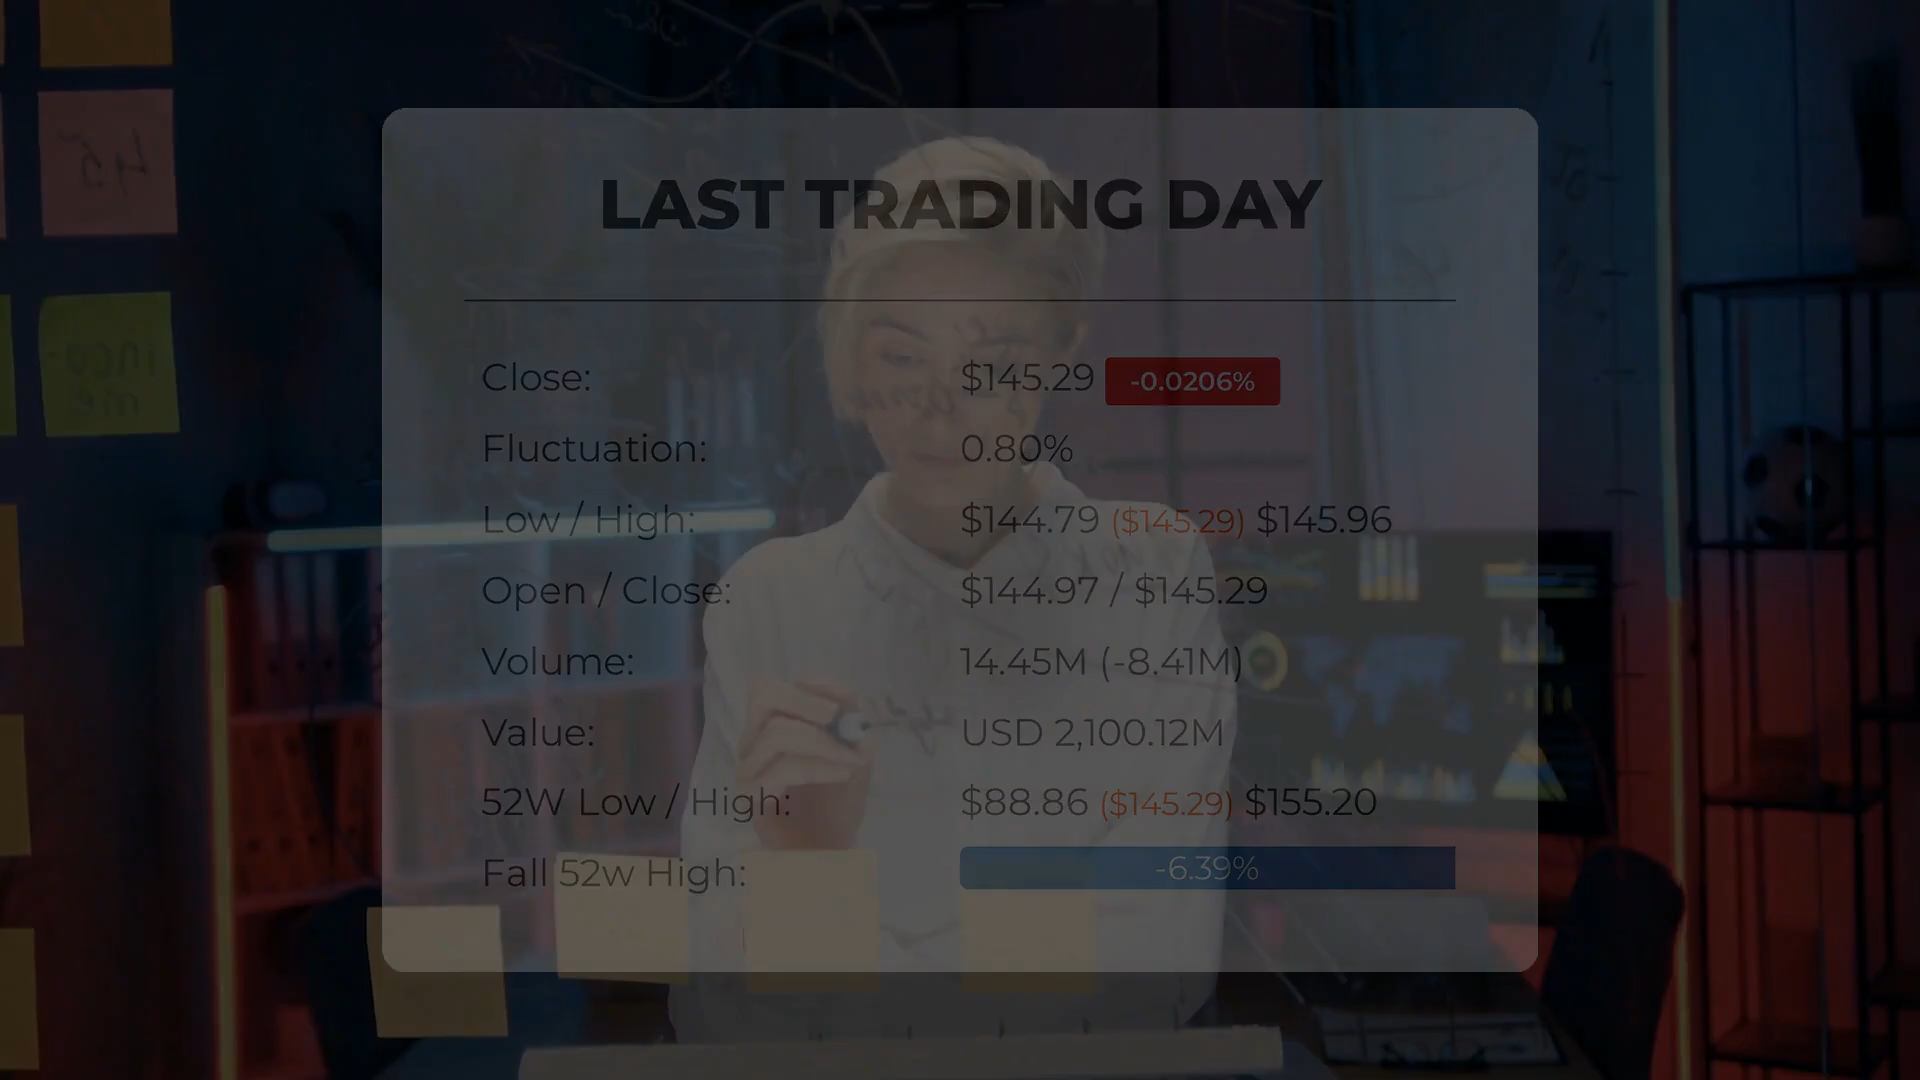 LAST TRADING DAY
Close: $145.29 -0.0206%
Fluctuation: 0.80%
Low / High: $144.79 ($145.29) $145.96
Open / Close: $144.97 / $145.29
Volume: 14.45M (-8.41M)
Value: USD 2,100.12M
52W Low / High: $88.86 ($145.29) $155.20
Fall 52w High: -6.39%